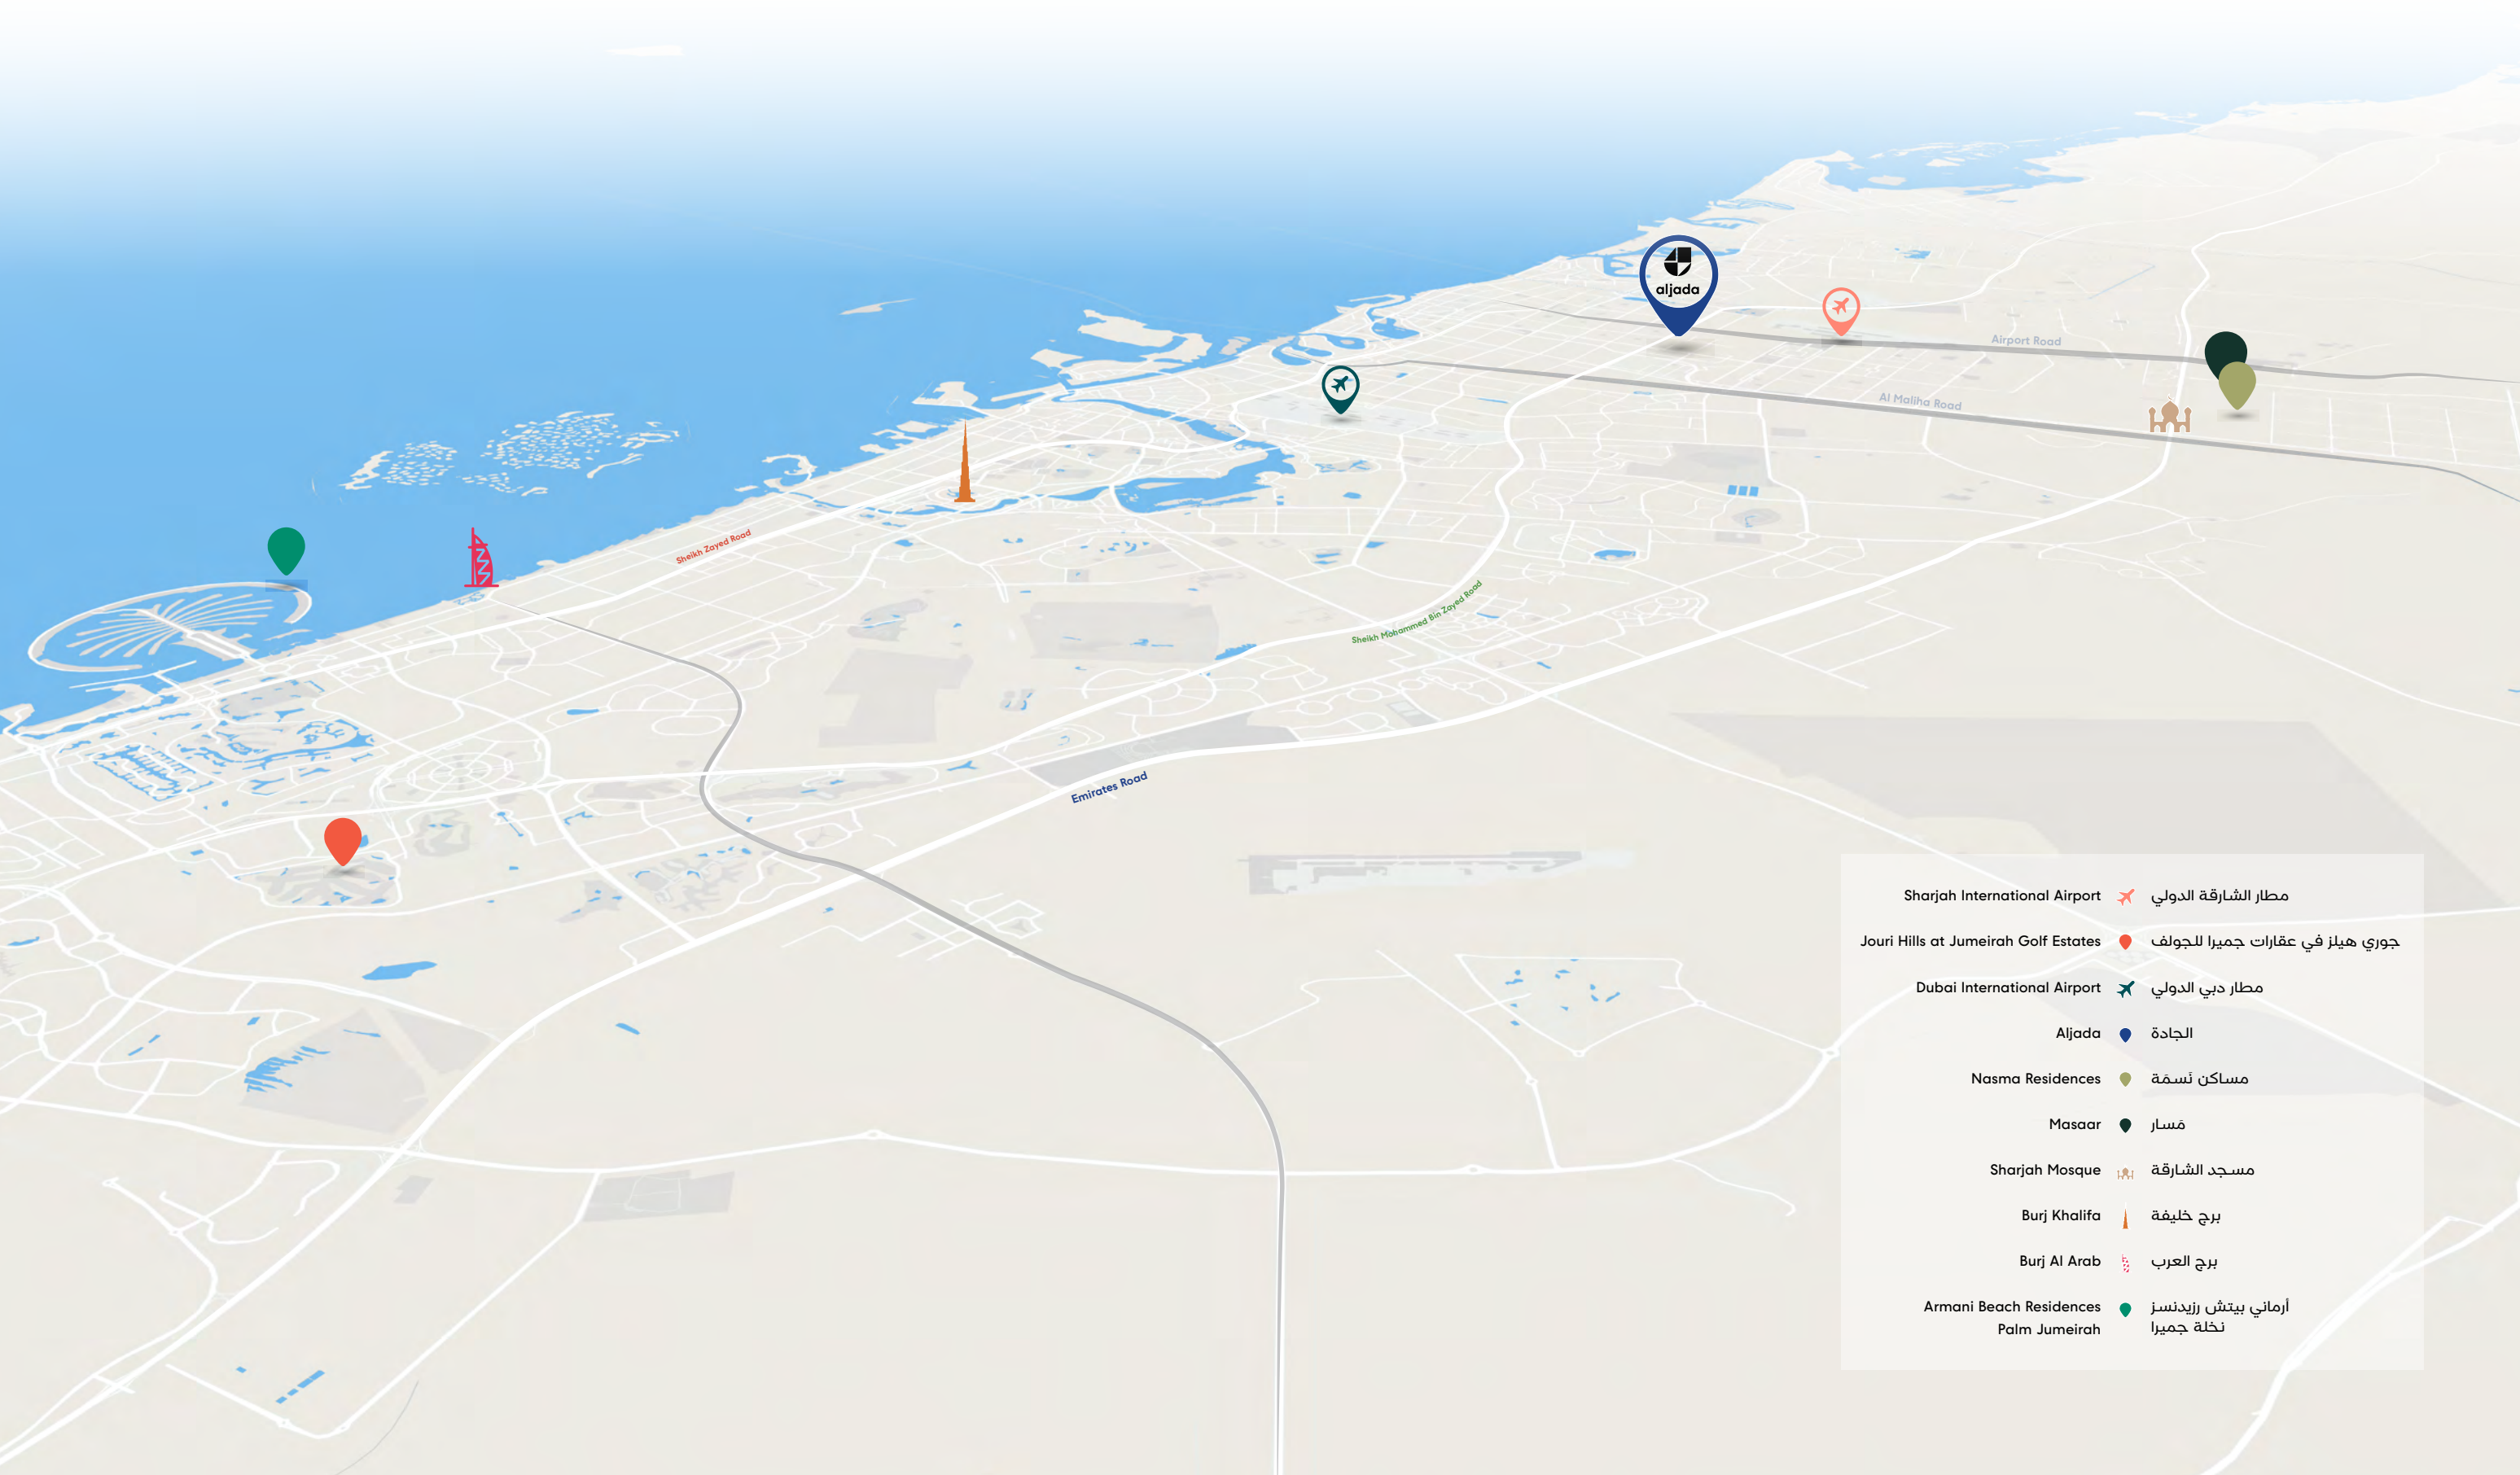 aljada
Airport Road
Al Maliha Road
Sheikh Zayed Road
Sheikh Mohammed Bin Zayed Road
Emirates Road
Sharjah International Airport مطار الشارقة الدولي
Jouri Hills at Jumeirah Golf Estates جوري هيلز في عقارات جميرا للجولف
Dubai International Airport مطار دبي الدولي
Aljada الجادة
Nasma Residences مساكن نَسمَة
Masaar مَسار
Sharjah Mosque مسجد الشارقة
Burj Khalifa برج خليفة
Burj Al Arab برج العرب
Armani Beach Residences أرماني بيتش رزيدنسز
Palm Jumeirah نخلة جميرا